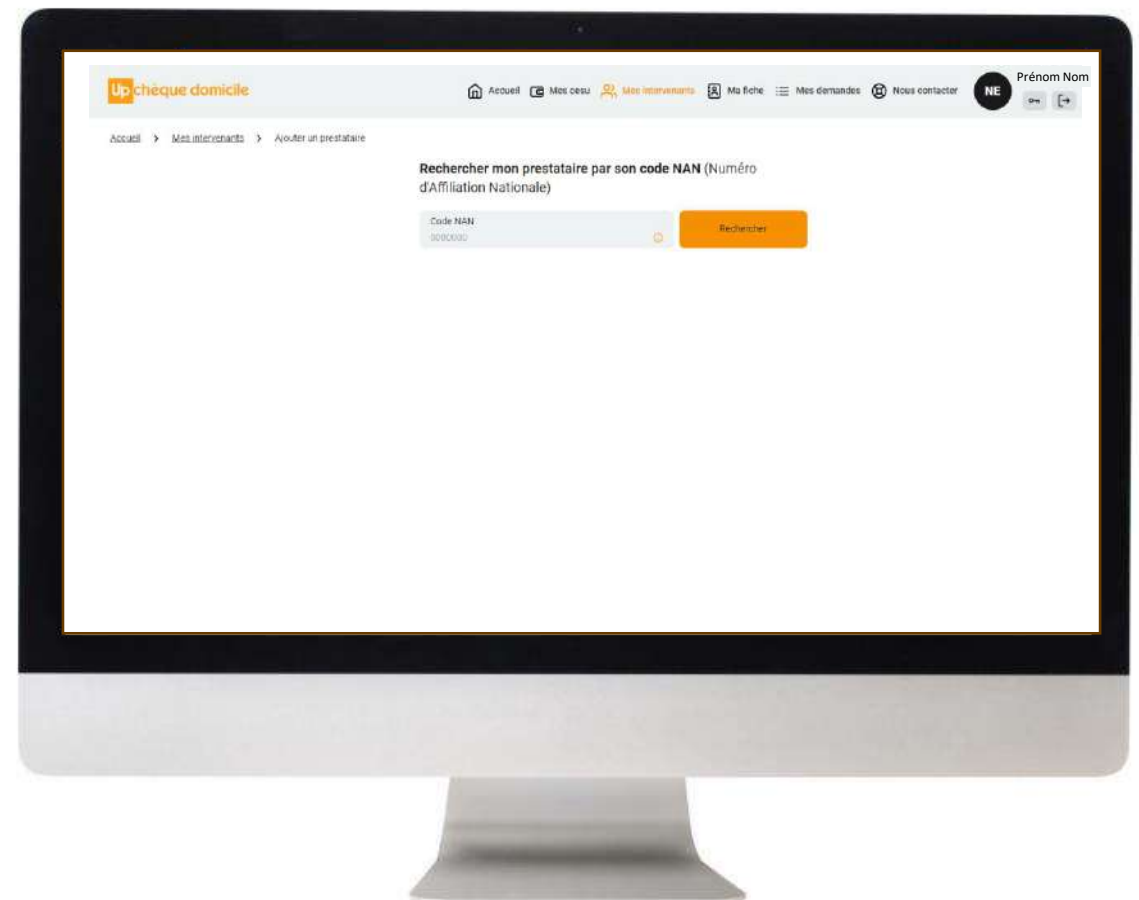 Up chèque domicile
Accueil Mes cesu Mes intervenants Ma fiche Mes demandes Nous contacter NE Prénom Nom
Accueil > Mes intervenants > Ajouter un prestataire
Rechercher mon prestataire par son code NAN (Numéro
d'Affiliation Nationale)
Code NAN
0000000
Rechercher